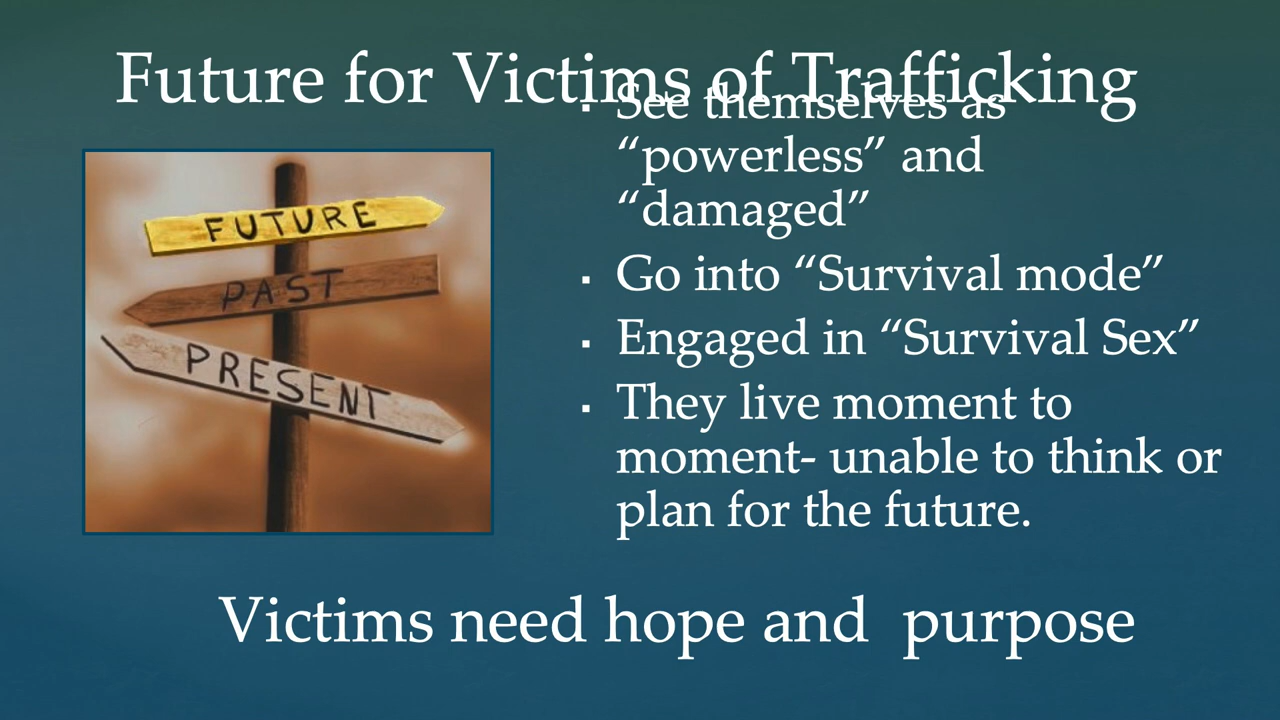 Future for Victims of Trafficking
FUTURE
PAST
PRESENT
▪ See themselves as
“powerless” and
“damaged”
▪ Go into “Survival mode”
▪ Engaged in “Survival Sex”
▪ They live moment to
moment- unable to think or
plan for the future.
Victims need hope and  purpose